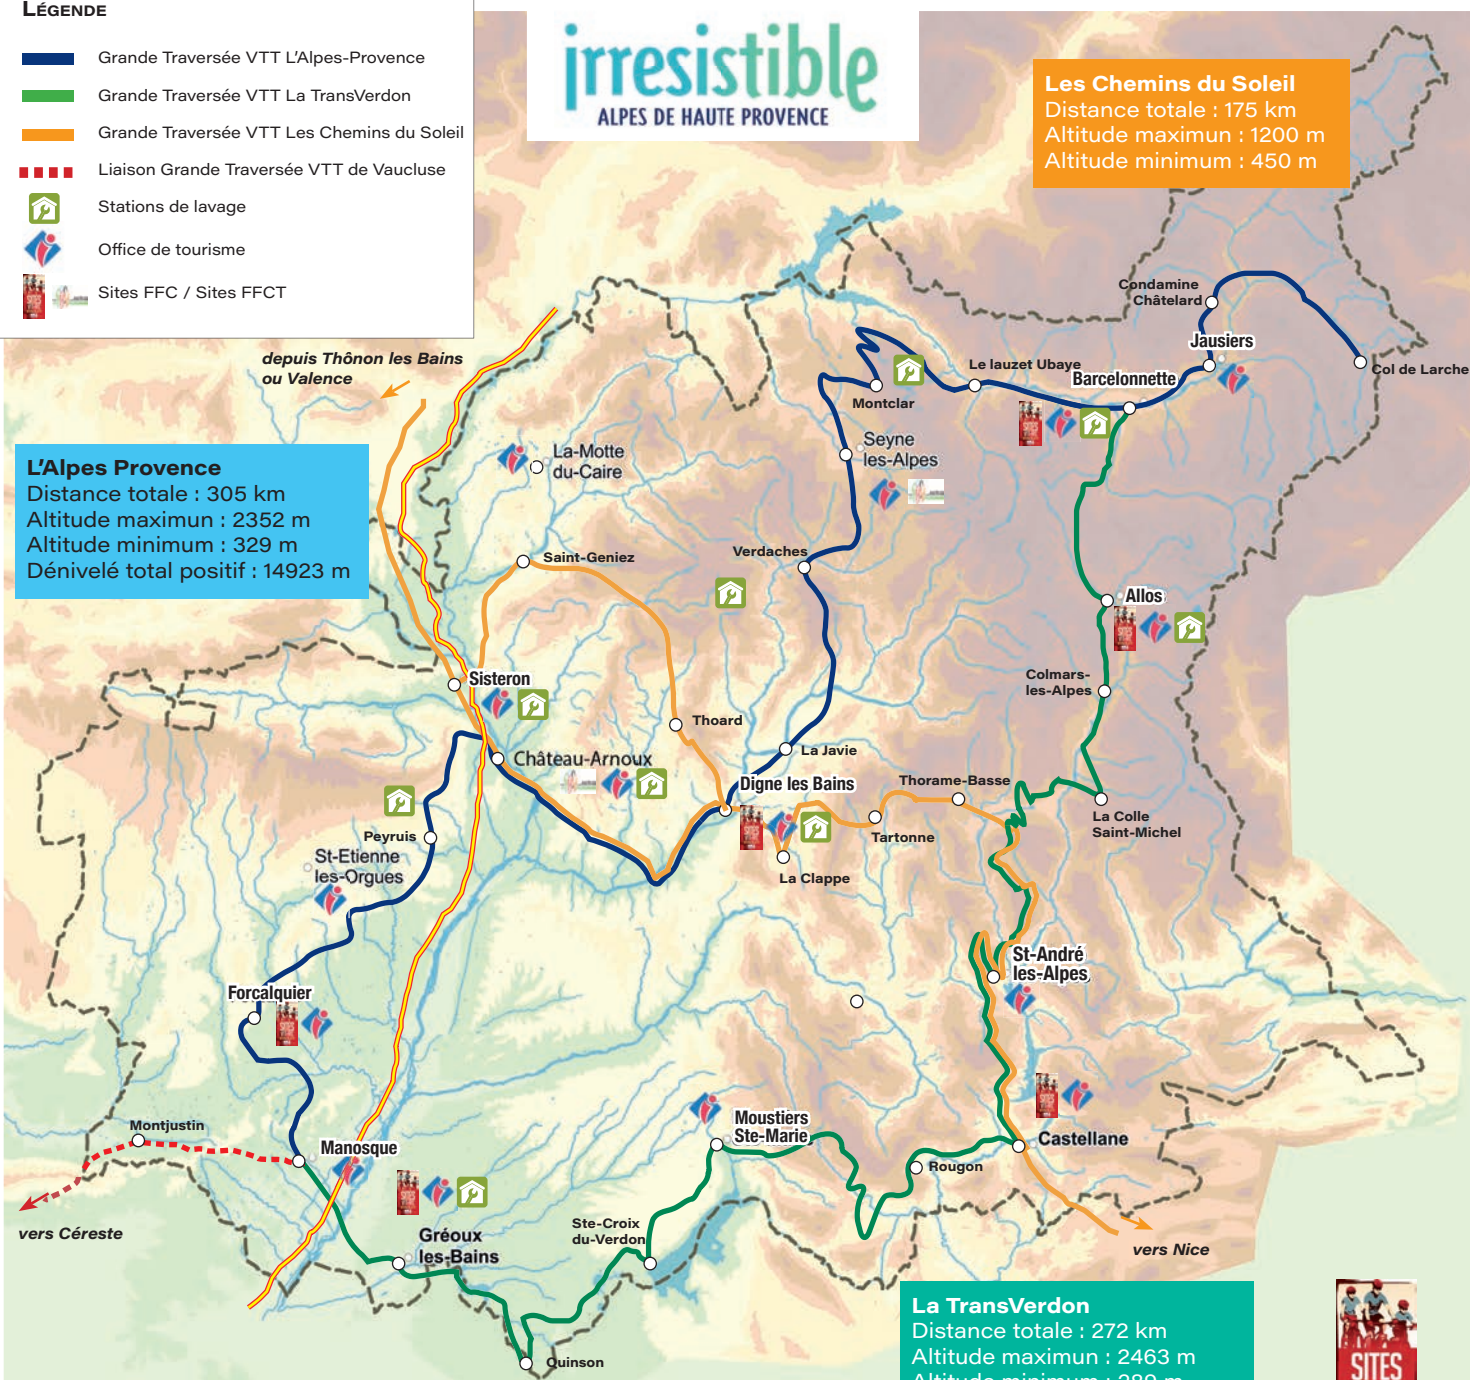 LÉGENDE
Grande Traversée VTT L'Alpes-Provence
Grande Traversée VTT La TransVerdon
Grande Traversée VTT Les Chemins du Soleil
Liaison Grande Traversée VTT de Vaucluse
Stations de lavage
Office de tourisme
Sites FFC / Sites FFCT
irresistible
ALPES DE HAUTE PROVENCE
Les Chemins du Soleil
Distance totale : 175 km
Altitude maximun : 1200 m
Altitude minimum : 450 m
depuis Thônon les Bains
ou Valence
L'Alpes Provence
Distance totale : 305 km
Altitude maximun : 2352 m
Altitude minimum : 329 m
Dénivelé total positif : 14923 m
Condamine
Châtelard
Jausiers
Col de Larche
Le lauzet Ubaye
Barcelonnette
Montclar
Seyne
les-Alpes
La-Motte
du-Caire
Verdaches
Saint-Geniez
Allos
Colmars-
les-Alpes
Sisteron
Thoard
La Javie
Château-Arnoux
Digne les Bains
Thorame-Basse
La Colle
Saint-Michel
Tartonne
La Clappe
Peyruis
St-Etienne
les-Orgues
St-André
les-Alpes
Forcalquier
Montjustin
Manosque
Moustiers
Ste-Marie
Castellane
Rougon
vers Céreste
Gréoux
les-Bains
Ste-Croix
du-Verdon
vers Nice
Quinson
La TransVerdon
Distance totale : 272 km
Altitude maximun : 2463 m
Altitude minimum : 289 m
SITES